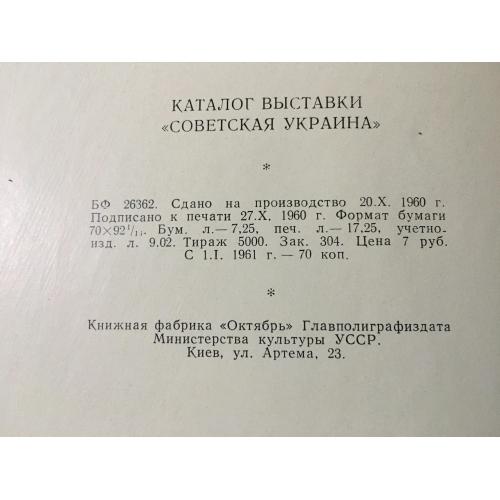 КАТАЛОГ ВЫСТАВКИ
«СОВЕТСКАЯ УКРАИНА»
*
БФ 26362. Сдано на производство 20.X. 1960 г.
Подписано к печати 27.X. 1960 г. Формат бумаги
70×92 1/16. Бум. л.— 7,25, печ. л.— 17,25, учетно-
изд. л. 9.02. Тираж 5000. Зак. 304. Цена 7 руб.
С 1.I. 1961 г.— 70 коп.
*
Книжная фабрика «Октябрь» Главполиграфиздата
Министерства культуры УССР.
Киев, ул. Артема, 23.